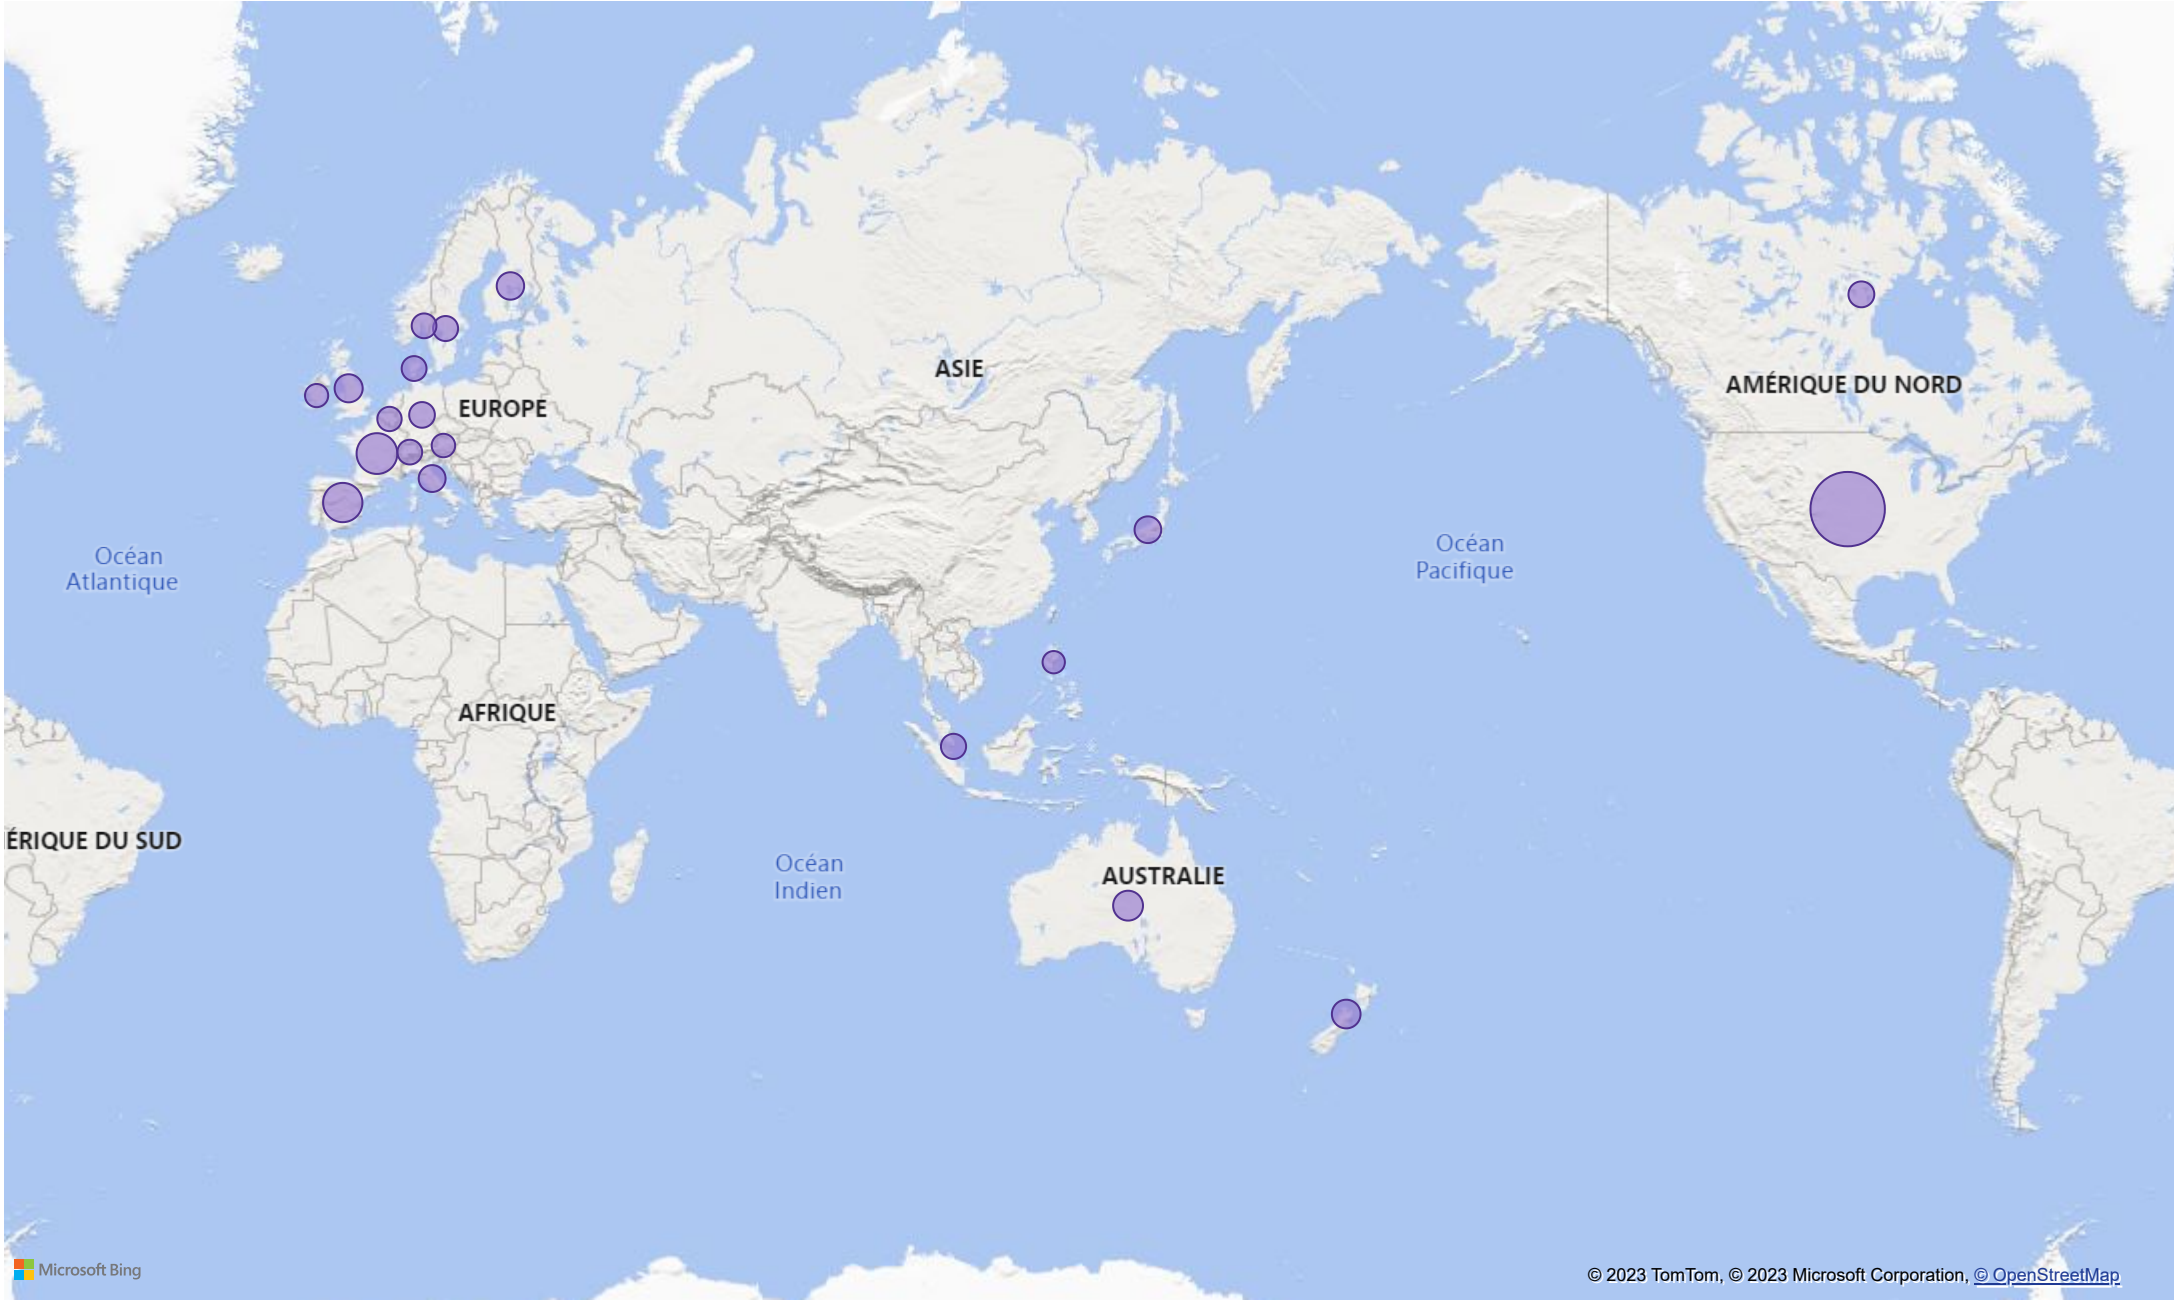 ASIE
AMÉRIQUE DU NORD
EUROPE
Océan
Atlantique
Océan
Pacifique
AFRIQUE
ÉRIQUE DU SUD
Océan
Indien
AUSTRALIE
Microsoft Bing
© 2023 TomTom, © 2023 Microsoft Corporation, © OpenStreetMap